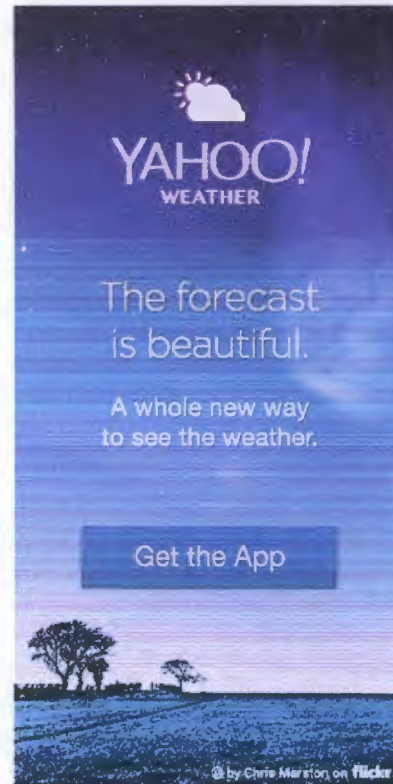 YAHOO!
WEATHER
The forecast
is beautiful.
A whole new way
to see the weather.
Get the App
© by Chris Marston on flickr